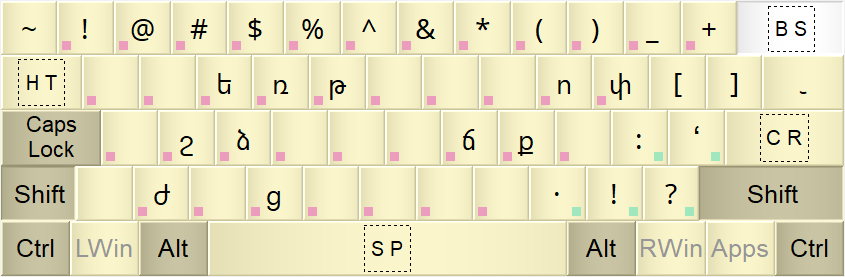 ~ ! @ # $ % ^ & * ( ) _ + BS
HT ե ռ թ ո փ [ ] ֊
Caps Lock շ ձ ճ ք : ‘ CR
Shift ժ ց · ! ? Shift
Ctrl LWin Alt SP Alt RWin Apps Ctrl